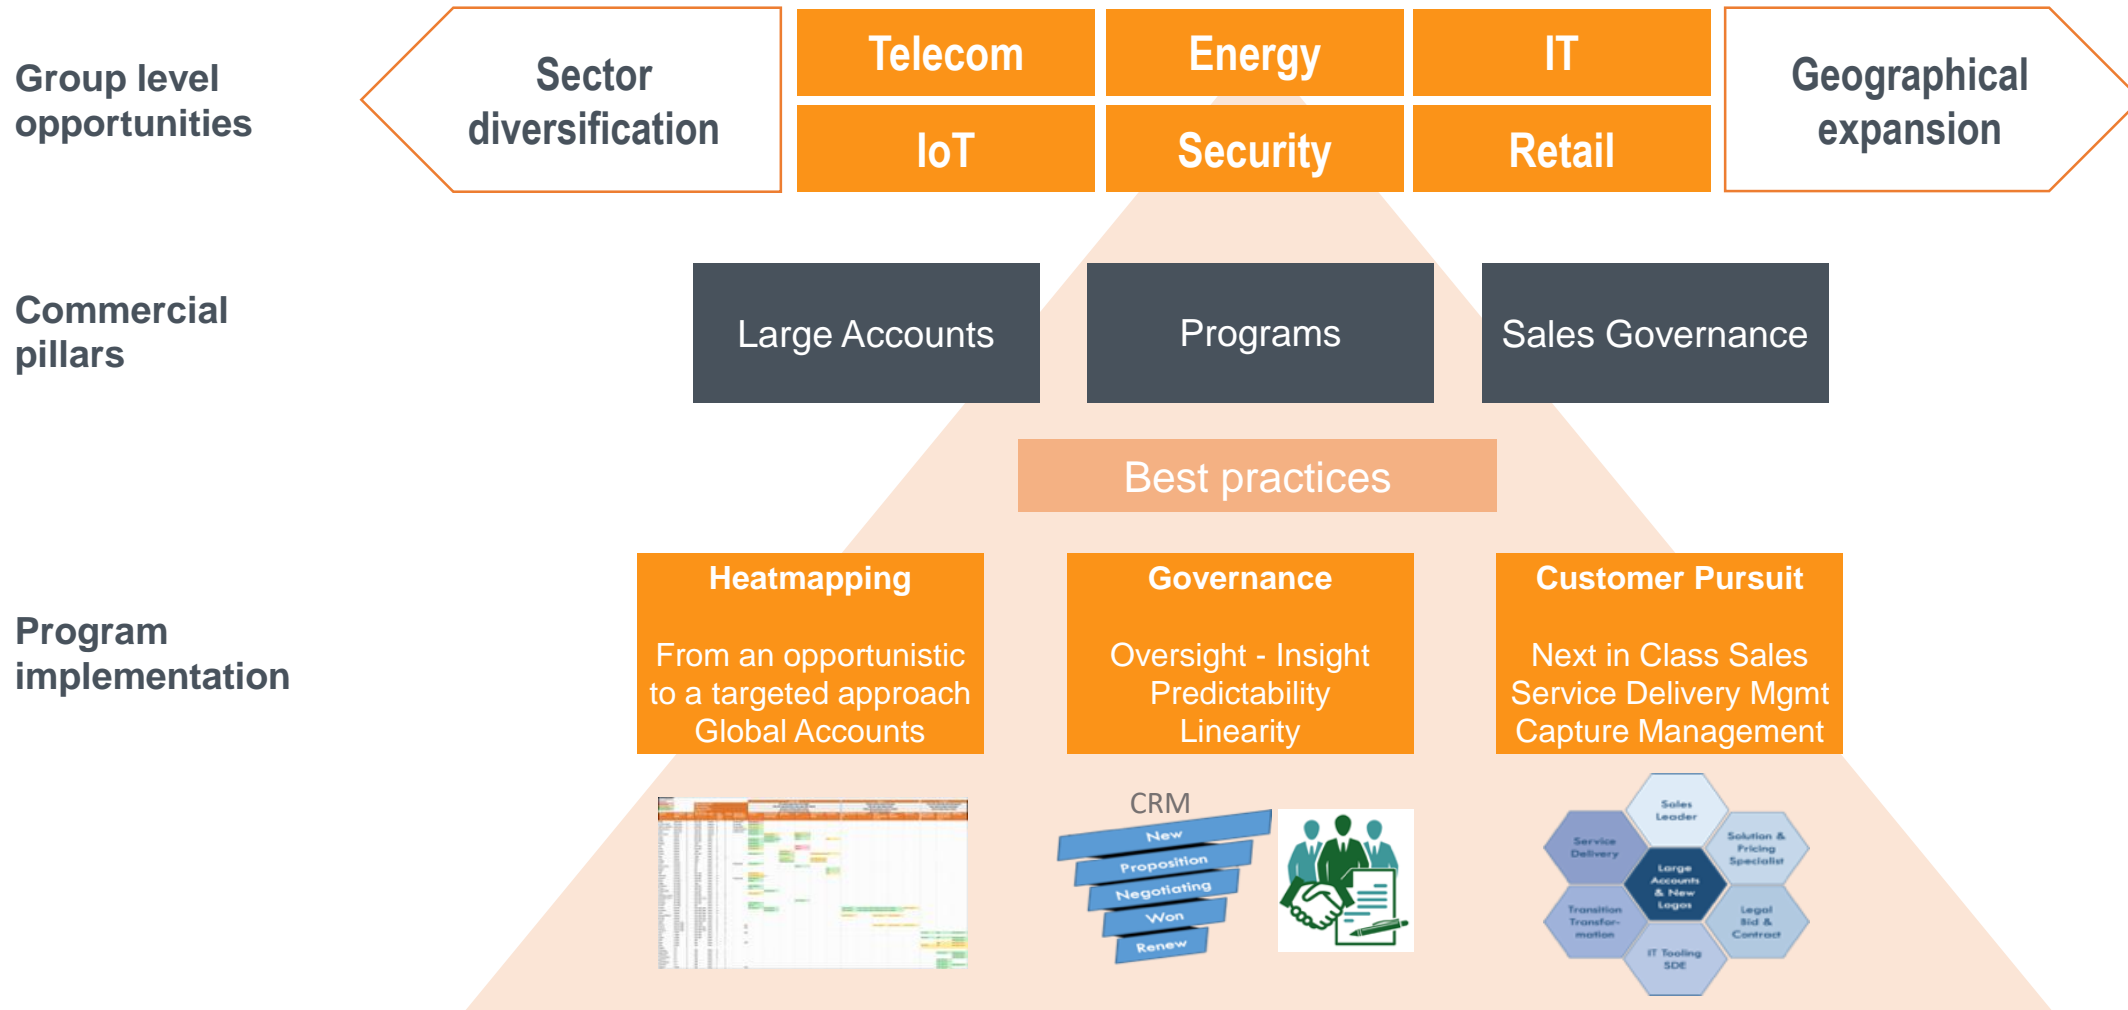 Group level
opportunities
Sector
diversification
Telecom
Energy
IT
IoT
Security
Retail
Geographical
expansion
Commercial
pillars
Large Accounts
Programs
Sales Governance
Best practices
Program
implementation
Heatmapping
From an opportunistic
to a targeted approach
Global Accounts
Governance
Oversight - Insight
Predictability
Linearity
Customer Pursuit
Next in Class Sales
Service Delivery Mgmt
Capture Management
CRM
New
Proposition
Negotiating
Won
Renew
Sales
Leader
Service
Delivery
Solution &
Pricing
Specialist
Large
Accounts
& New
Logos
Transition
Transfor-
mation
Legal
Bid &
Contract
IT Tooling
SDE